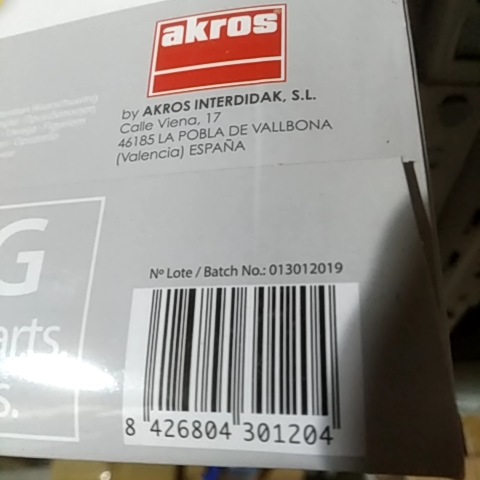 akros
by AKROS INTERDIDAK, S.L.
Calle Viena, 17
46185 LA POBLA DE VALLBONA
(Valencia) ESPAÑA
G
arts
s.
Nº Lote / Batch No.: 013012019
8 426804 301204